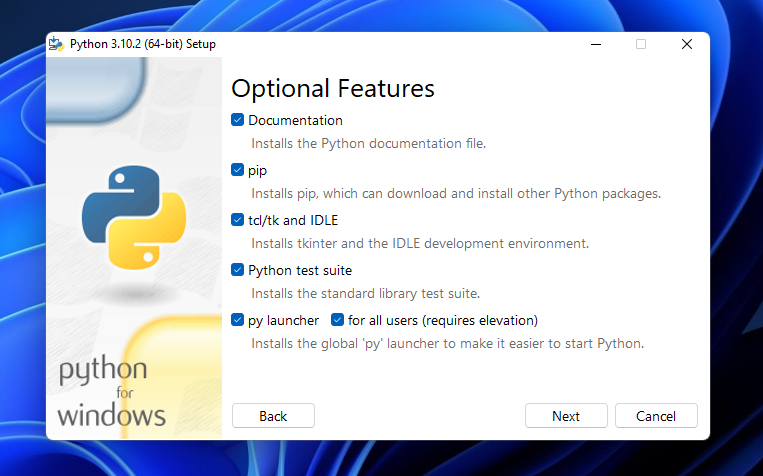 Python 3.10.2 (64-bit) Setup
Optional Features
Documentation
Installs the Python documentation file.
pip
Installs pip, which can download and install other Python packages.
tcl/tk and IDLE
Installs tkinter and the IDLE development environment.
Python test suite
Installs the standard library test suite.
py launcher for all users (requires elevation)
Installs the global 'py' launcher to make it easier to start Python.
python
for
windows
Back Next Cancel